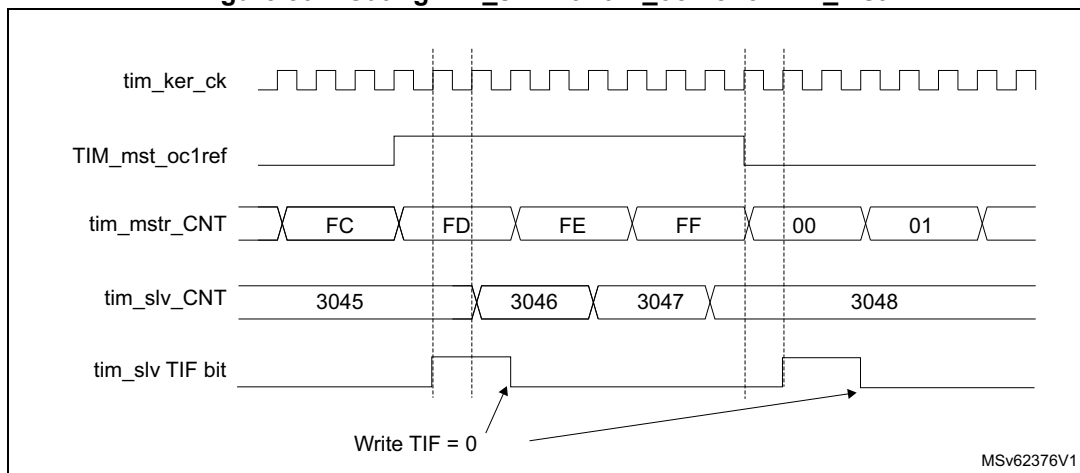 tim_ker_ck
TIM_mst_oc1ref
tim_mstr_CNT FC FD FE FF 00 01
tim_slv_CNT 3045 3046 3047 3048
tim_slv TIF bit
Write TIF = 0
MSv62376V1